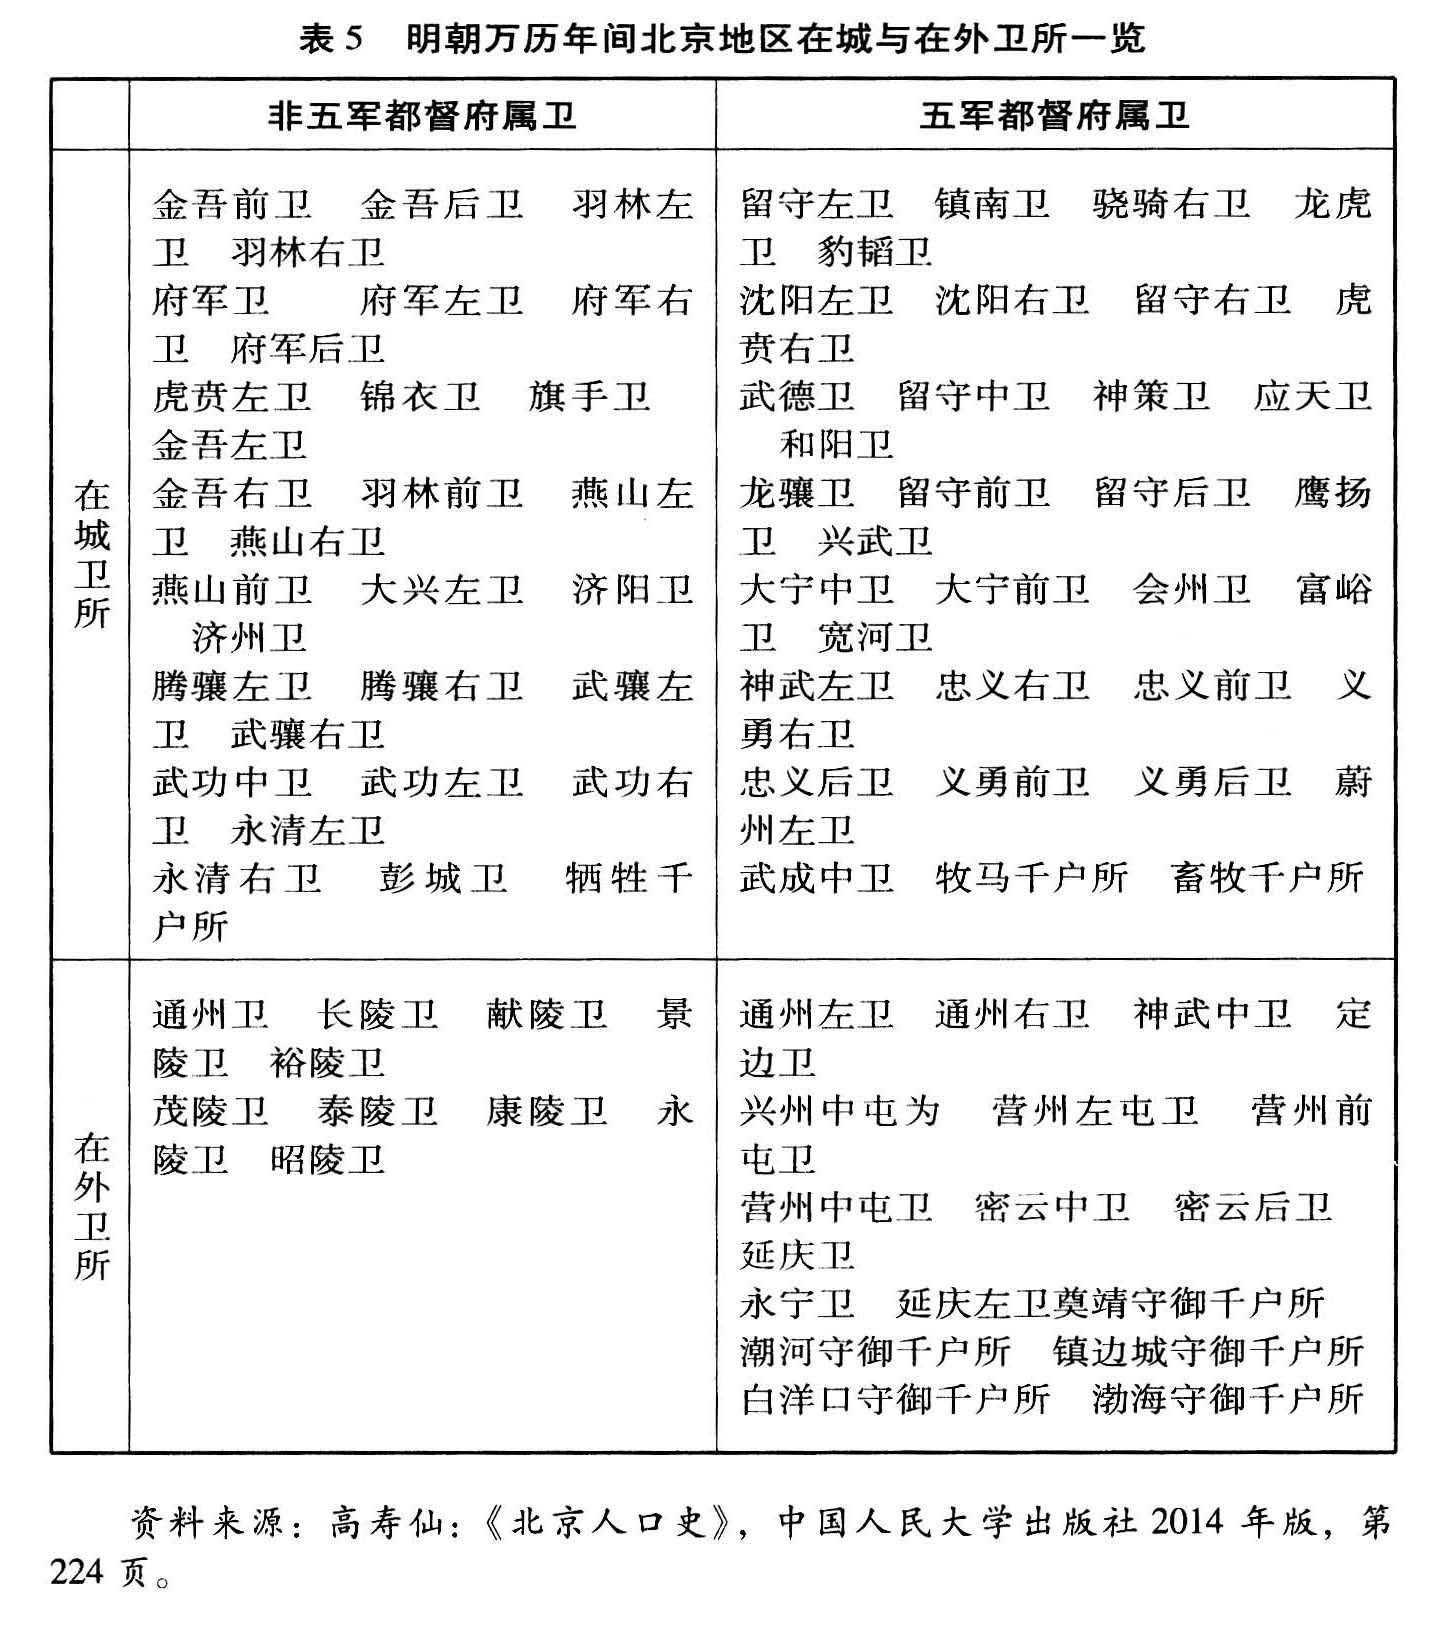 表5 明朝万历年间北京地区在城与在外卫所一览
非五军都督府属卫
五军都督府属卫
在城卫所
金吾前卫 金吾后卫 羽林左
卫 羽林右卫
府军卫 府军左卫 府军右
卫 府军后卫
虎贲左卫 锦衣卫 旗手卫
金吾左卫
金吾右卫 羽林前卫 燕山左
卫 燕山右卫
燕山前卫 大兴左卫 济阳卫
济州卫
腾骧左卫 腾骧右卫 武骧左
卫 武骧右卫
武功中卫 武功左卫 武功右
卫 永清左卫
永清右卫 彭城卫 牺牲千
户所
留守左卫 镇南卫 骁骑右卫 龙虎
卫 豹韬卫
沈阳左卫 沈阳右卫 留守右卫 虎
贲右卫
武德卫 留守中卫 神策卫 应天卫
和阳卫
龙骧卫 留守前卫 留守后卫 鹰扬
卫 兴武卫
大宁中卫 大宁前卫 会州卫 富峪
卫 宽河卫
神武左卫 忠义右卫 忠义前卫 义
勇右卫
忠义后卫 义勇前卫 义勇后卫 蔚
州左卫
武成中卫 牧马千户所 畜牧千户所
在外卫所
通州卫 长陵卫 献陵卫 景
陵卫 裕陵卫
茂陵卫 泰陵卫 康陵卫 永
陵卫 昭陵卫
通州左卫 通州右卫 神武中卫 定
边卫
兴州中屯为 营州左屯卫 营州前
屯卫
营州中屯卫 密云中卫 密云后卫
延庆卫
永宁卫 延庆左卫奠靖守御千户所
潮河守御千户所 镇边城守御千户所
白洋口守御千户所 渤海守御千户所
资料来源：高寿仙：《北京人口史》，中国人民大学出版社2014年版，第
224页。